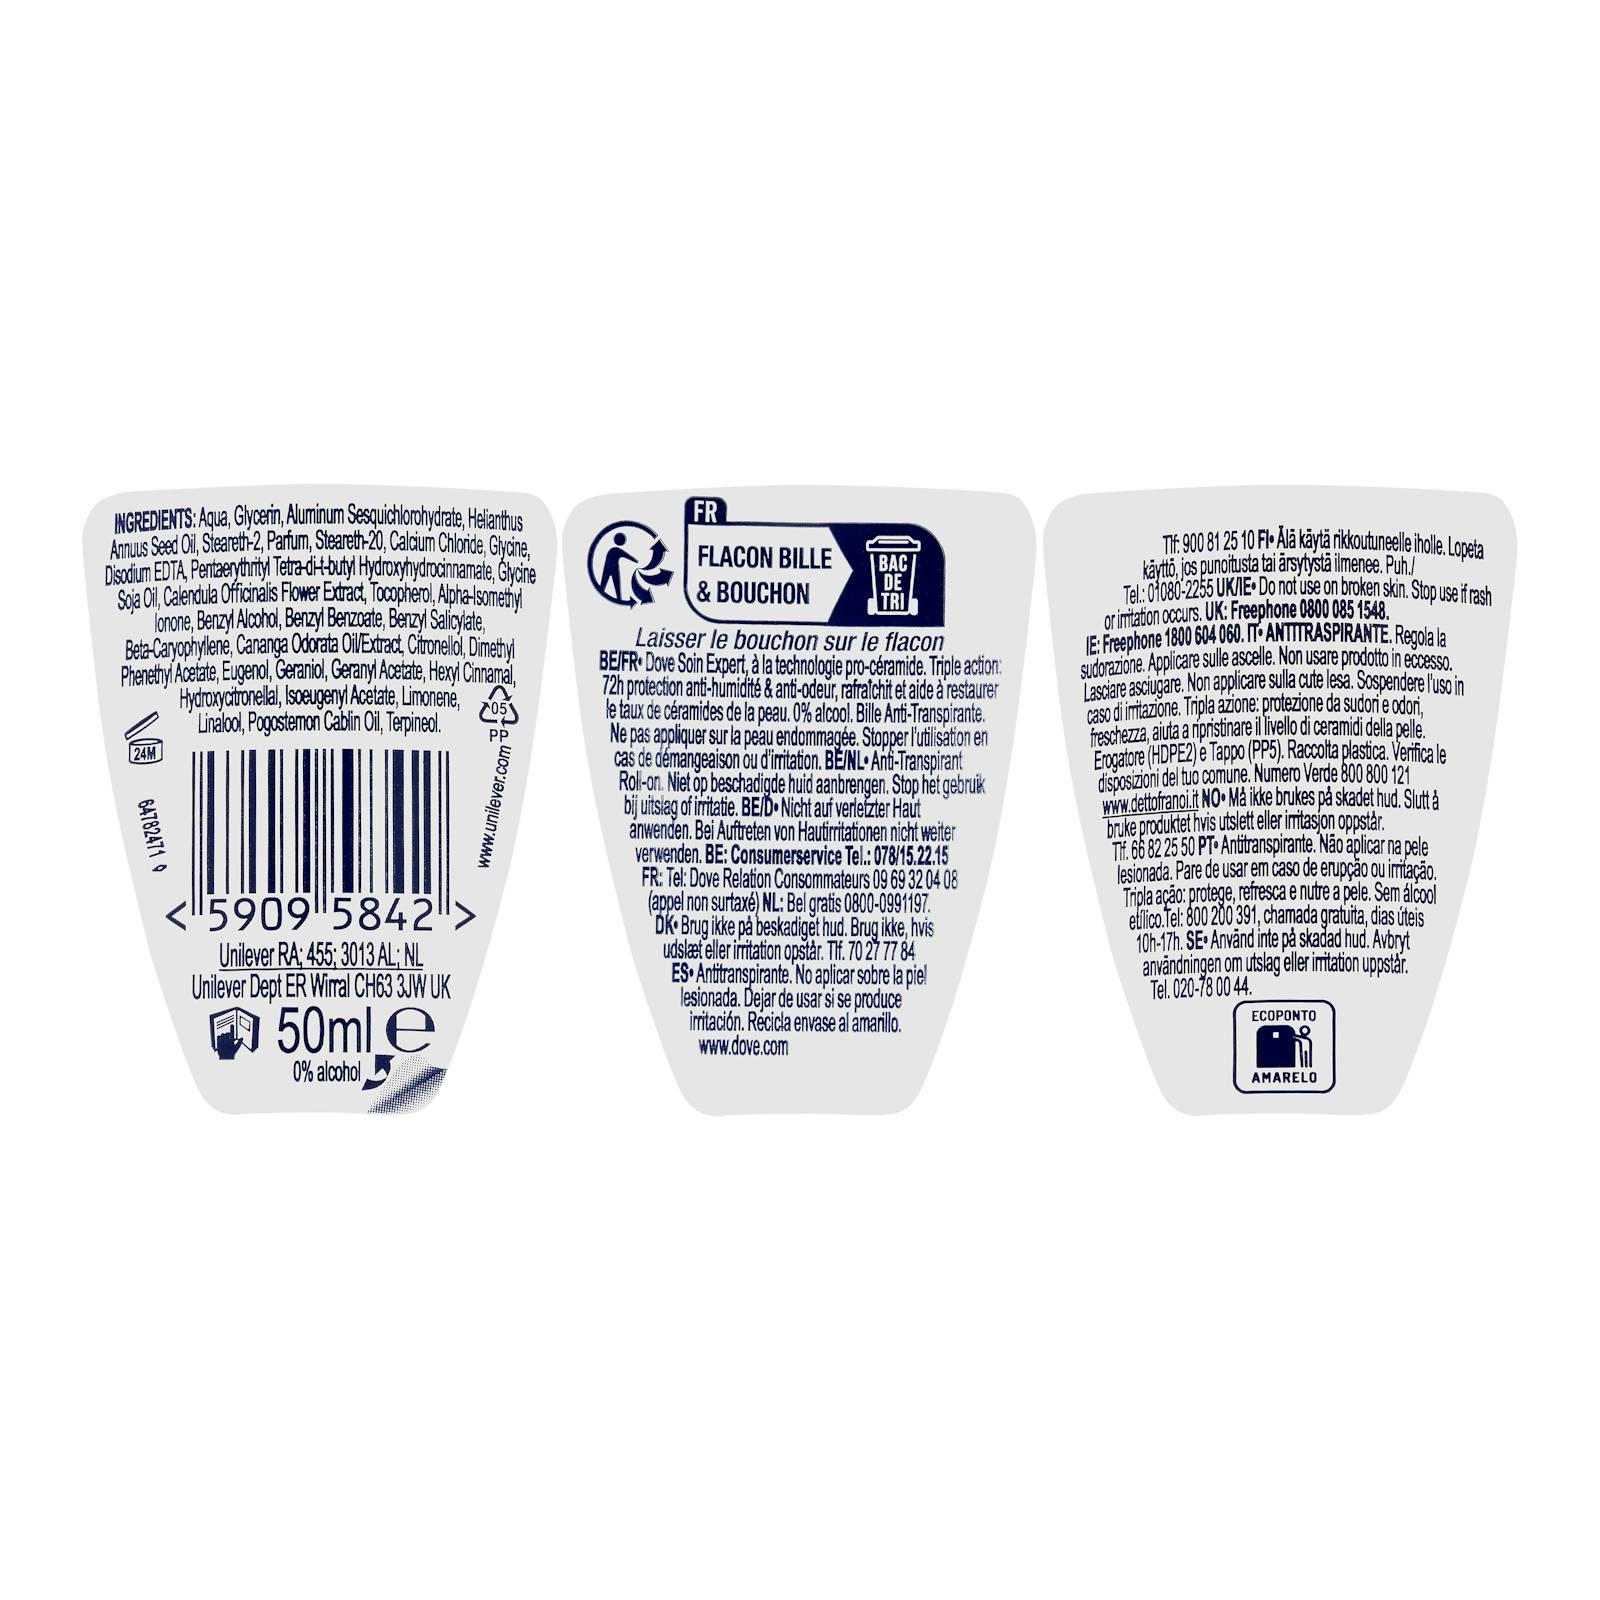 INGREDIENTS: Aqua, Glycerin, Aluminum Sesquichlorohydrate, Helianthus
Annuus Seed Oil, Steareth-2, Parfum, Steareth-20, Calcium Chloride, Glycine,
Disodium EDTA, Pentaerythrityl Tetra-di-t-butyl Hydroxyhydrocinnamate, Glycine
Soja Oil, Calendula Officinalis Flower Extract, Tocopherol, Alpha-Isomethyl
Ionone, Benzyl Alcohol, Benzyl Benzoate, Benzyl Salicylate,
Beta-Caryophyllene, Cananga Odorata Oil/Extract, Citronellol, Dimethyl
Phenethyl Acetate, Eugenol, Geraniol, Geranyl Acetate, Hexyl Cinnamal,
Hydroxycitronellal, Isoeugenyl Acetate, Limonene,
Linalool, Pogostemon Cablin Oil, Terpineol.
05
PP
24M
64782471
www.unilever.com
<5909 5842>
Unilever RA; 455; 3013 AL; NL
Unilever Dept ER Wirral CH63 3JW UK
50ml e
0% alcohol
FR
FLACON BILLE
& BOUCHON
BAC
DE
TRI
Laisser le bouchon sur le flacon
BE/FR• Dove Soin Expert, à la technologie pro-céramide. Triple action:
72h protection anti-humidité & anti-odeur, rafraîchit et aide à restaurer
le taux de céramides de la peau. 0% alcool. Bille Anti-Transpirante.
Ne pas appliquer sur la peau endommagée. Stopper l'utilisation en
cas de démangeaison ou d'irritation. BE/NL• Anti-Transpirant
Roll-on. Niet op beschadigde huid aanbrengen. Stop het gebruik
bij uitslag of irritatie. BE/D• Nicht auf verletzter Haut
anwenden. Bei Auftreten von Hautirritationen nicht weiter
verwenden. BE: Consumerservice Tel.: 078/15.22.15
FR: Tel: Dove Relation Consommateurs 09 69 32 04 08
(appel non surtaxé) NL: Bel gratis 0800-0991197.
DK• Brug ikke på beskadiget hud. Brug ikke, hvis
udslæt eller irritation opstår. Tlf. 70 27 77 84
ES• Antitranspirante. No aplicar sobre la piel
lesionada. Dejar de usar si se produce
irritación. Recicla envase al amarillo.
www.dove.com
Tlf: 900 81 25 10 FI• Älä käytä rikkoutuneelle iholle. Lopeta
käyttö, jos punoitusta tai ärsytystä ilmenee. Puh./
Tel.: 01080-2255 UK/IE• Do not use on broken skin. Stop use if rash
or irritation occurs. UK: Freephone 0800 085 1548.
IE: Freephone 1800 604 060. IT• ANTITRASPIRANTE. Regola la
sudorazione. Applicare sulle ascelle. Non usare prodotto in eccesso.
Lasciare asciugare. Non applicare sulla cute lesa. Sospendere l'uso in
caso di irritazione. Tripla azione: protezione da sudori e odori,
freschezza, aiuta a ripristinare il livello di ceramidi della pelle.
Erogatore (HDPE2) e Tappo (PP5). Raccolta plastica. Verifica le
disposizioni del tuo comune. Numero Verde 800 800 121
www.dettofranoi.it NO• Må ikke brukes på skadet hud. Slutt å
bruke produktet hvis utslett eller irritasjon oppstår.
Tlf. 66 82 25 50 PT• Antitranspirante. Não aplicar na pele
lesionada. Pare de usar em caso de erupção ou irritação.
Tripla ação: protege, refresca e nutre a pele. Sem álcool
etílico.Tel: 800 200 391, chamada gratuita, dias úteis
10h-17h. SE• Använd inte på skadad hud. Avbryt
användningen om utslag eller irritation uppstår.
Tel. 020-78 00 44.
ECOPONTO
AMARELO